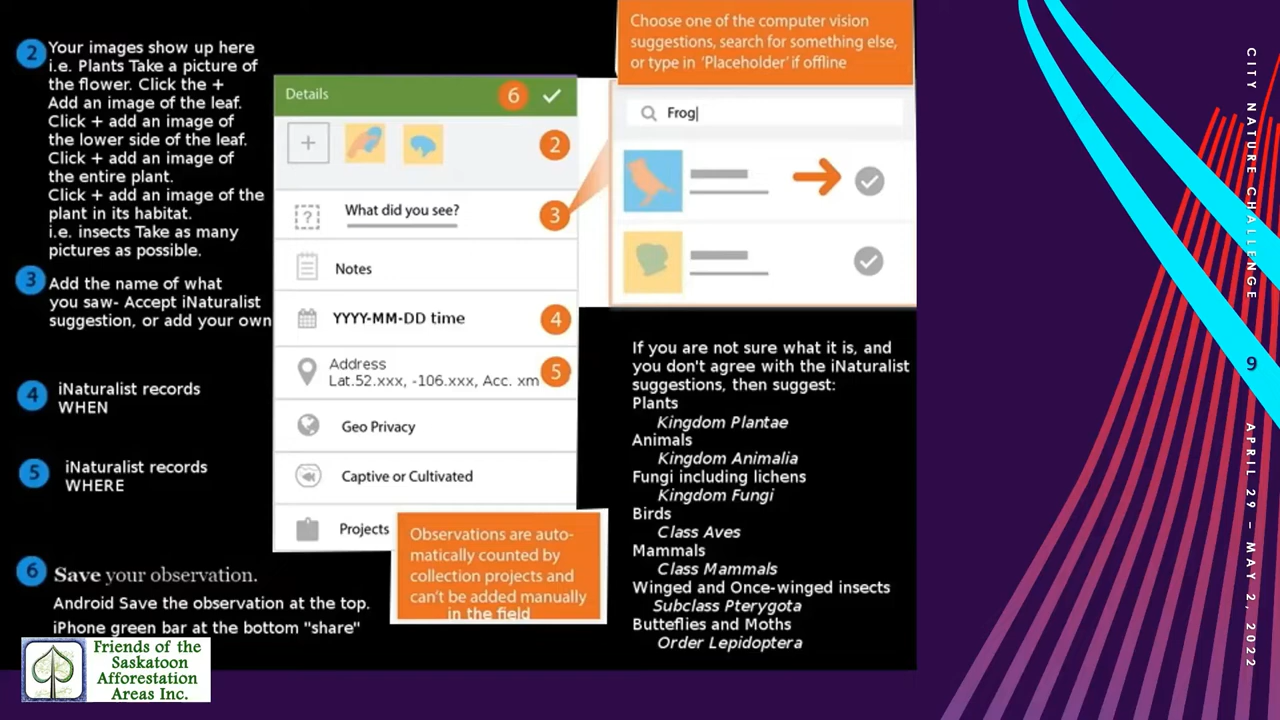 2
Your images show up here
i.e. Plants Take a picture of
the flower. Click the +
Add an image of the leaf.
Click + add an image of
the lower side of the leaf.
Click + add an image of
the entire plant.
Click + add an image of the
plant in its habitat.
i.e. insects Take as many
pictures as possible.
3
Add the name of what
you saw- Accept iNaturalist
suggestion, or add your own
4
iNaturalist records
WHEN
5
iNaturalist records
WHERE
6
Save your observation.
Android Save the observation at the top.
iPhone green bar at the bottom "share"
Friends of the
Saskatoon
Afforestation
Areas Inc.
Details
6
+
2
?
What did you see?
3
Notes
YYYY-MM-DD time
4
Address
Lat.52.xxx, -106.xxx, Acc. xm
5
Geo Privacy
Captive or Cultivated
Projects
Observations are auto-
matically counted by
collection projects and
can't be added manually
in the field
Choose one of the computer vision
suggestions, search for something else,
or type in 'Placeholder' if offline
Frog
If you are not sure what it is, and
you don't agree with the iNaturalist
suggestions, then suggest:
Plants
Kingdom Plantae
Animals
Kingdom Animalia
Fungi including lichens
Kingdom Fungi
Birds
Class Aves
Mammals
Class Mammals
Winged and Once-winged insects
Subclass Pterygota
Butteflies and Moths
Order Lepidoptera
CITY NATURE CHALLENGE
9
APRIL 29 – MAY 2, 2022